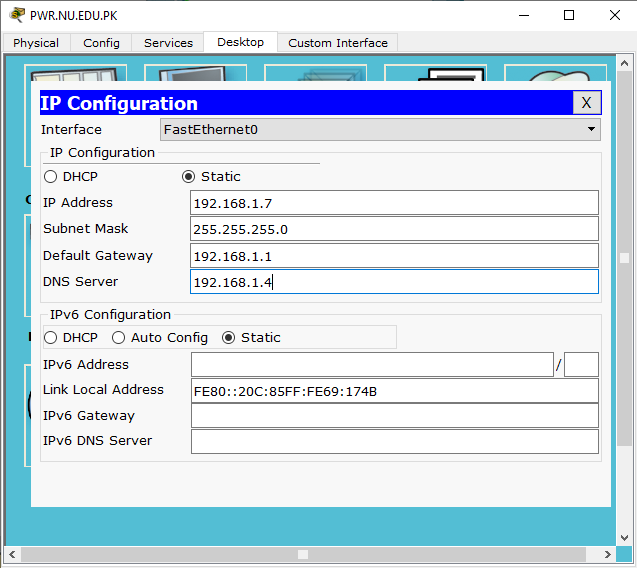 PWR.NU.EDU.PK
Physical Config Services Desktop Custom Interface
IP Configuration X
Interface FastEthernet0
IP Configuration
DHCP Static
IP Address 192.168.1.7
Subnet Mask 255.255.255.0
Default Gateway 192.168.1.1
DNS Server 192.168.1.4
IPv6 Configuration
DHCP Auto Config Static
IPv6 Address /
Link Local Address FE80::20C:85FF:FE69:174B
IPv6 Gateway
IPv6 DNS Server